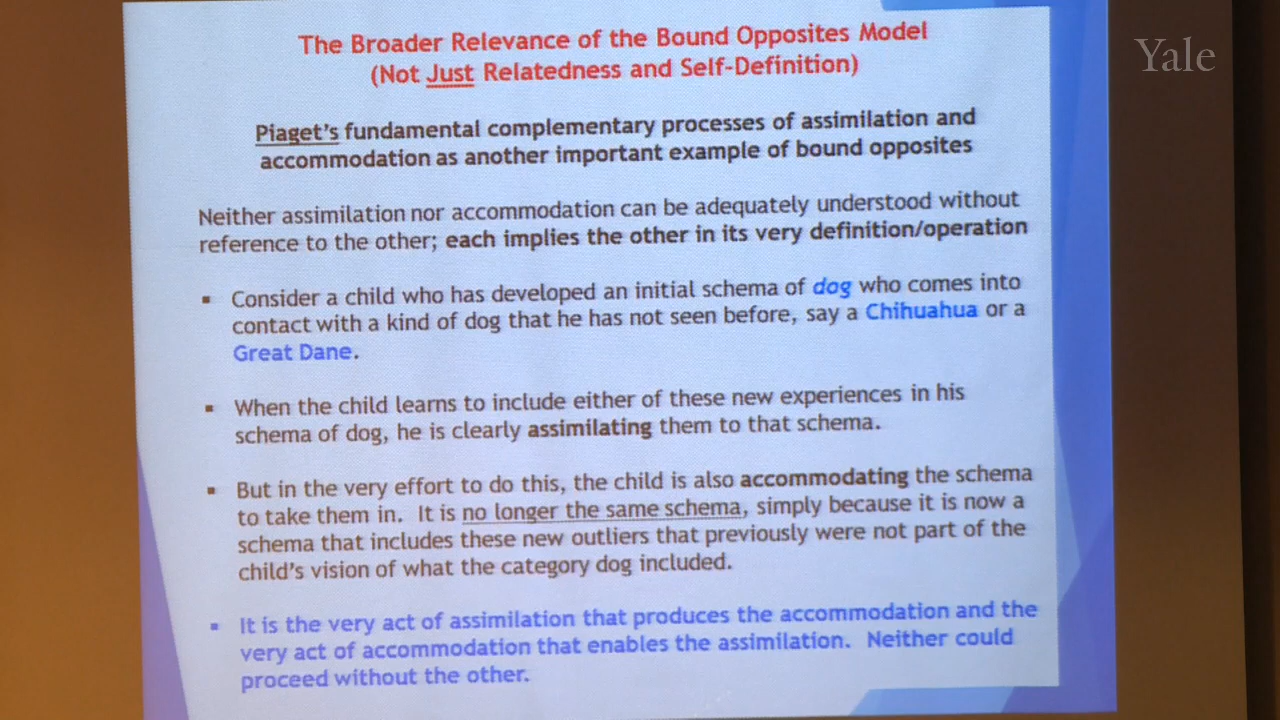 The Broader Relevance of the Bound Opposites Model
(Not Just Relatedness and Self-Definition)
Yale
Piaget's fundamental complementary processes of assimilation and
accommodation as another important example of bound opposites
Neither assimilation nor accommodation can be adequately understood without
reference to the other; each implies the other in its very definition/operation
▪ Consider a child who has developed an initial schema of dog who comes into
contact with a kind of dog that he has not seen before, say a Chihuahua or a
Great Dane.
▪ When the child learns to include either of these new experiences in his
schema of dog, he is clearly assimilating them to that schema.
▪ But in the very effort to do this, the child is also accommodating the schema
to take them in. It is no longer the same schema, simply because it is now a
schema that includes these new outliers that previously were not part of the
child's vision of what the category dog included.
▪ It is the very act of assimilation that produces the accommodation and the
very act of accommodation that enables the assimilation. Neither could
proceed without the other.